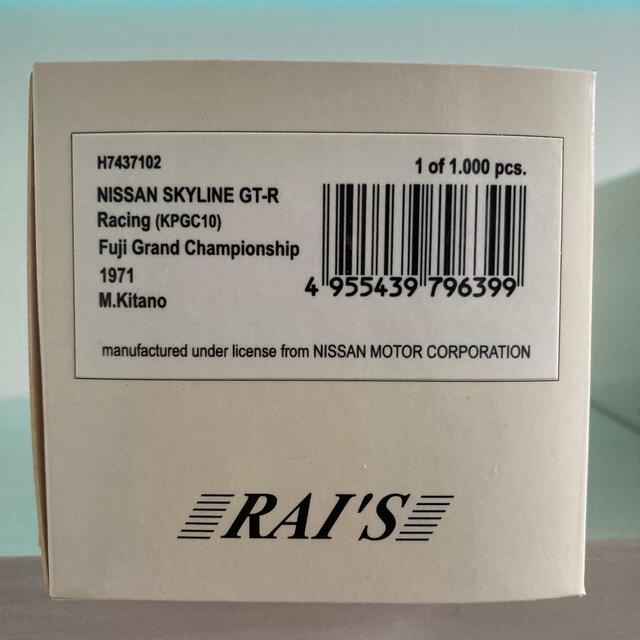 H7437102 1 of 1.000 pcs.
NISSAN SKYLINE GT-R
Racing (KPGC10)
Fuji Grand Championship
1971
M.Kitano
4 955439 796399
manufactured under license from NISSAN MOTOR CORPORATION
RAI'S